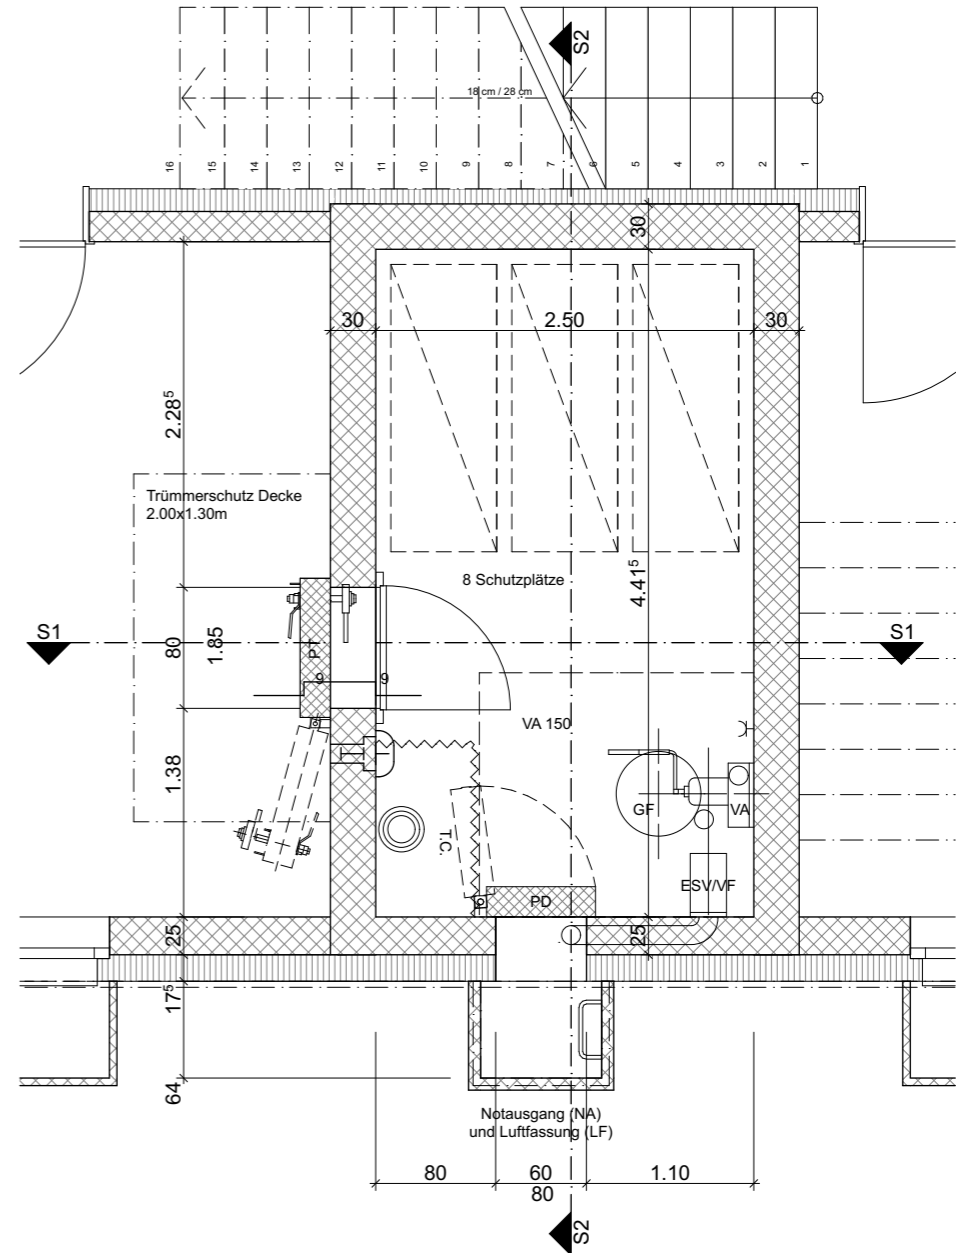 S2
18 cm / 28 cm
16 15 14 13 12 11 10 9 8 7 6 5 4 3 2 1
30
30 2.50 30
2.28⁵
Trümmerschutz Decke
2.00x1.30m
8 Schutzplätze
4.41⁵
S1
S1
80
1.85
PT
9 9
VA 150
1.38
GF
VA
T.C.
ESV/VF
PD
25
25
17⁵
64
Notausgang (NA)
und Luftfassung (LF)
80 60 1.10
80
S2